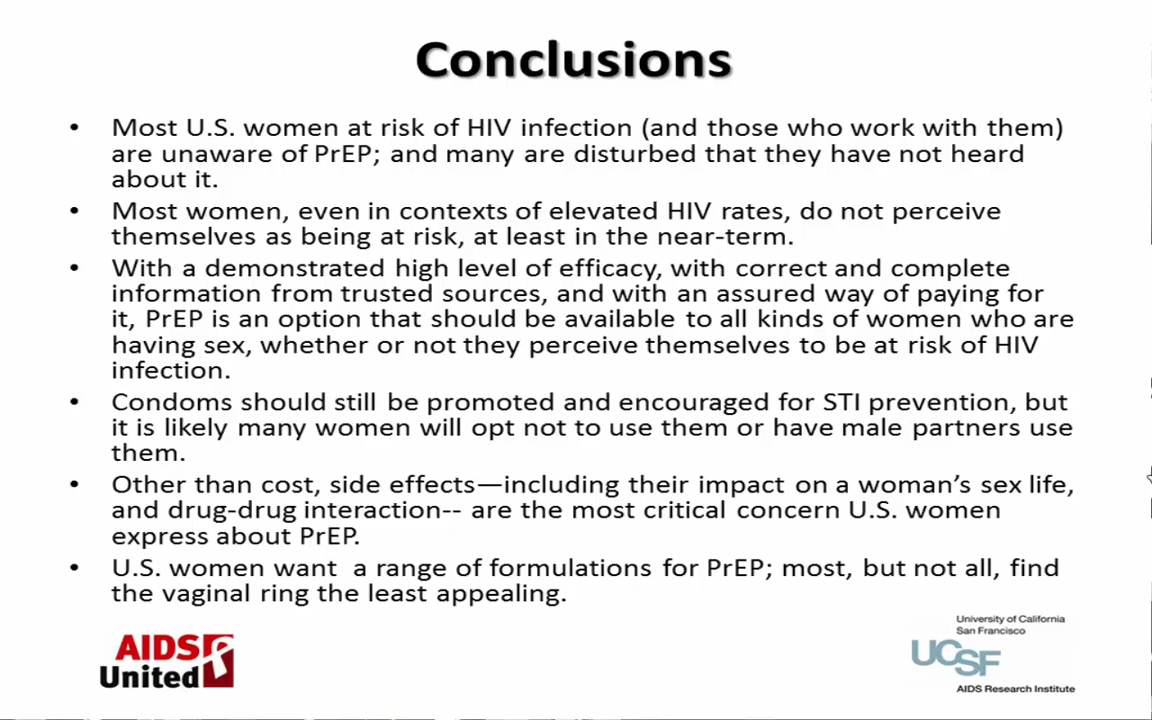 Conclusions
• Most U.S. women at risk of HIV infection (and those who work with them)
are unaware of PrEP; and many are disturbed that they have not heard
about it.
• Most women, even in contexts of elevated HIV rates, do not perceive
themselves as being at risk, at least in the near-term.
• With a demonstrated high level of efficacy, with correct and complete
information from trusted sources, and with an assured way of paying for
it, PrEP is an option that should be available to all kinds of women who are
having sex, whether or not they perceive themselves to be at risk of HIV
infection.
• Condoms should still be promoted and encouraged for STI prevention, but
it is likely many women will opt not to use them or have male partners use
them.
• Other than cost, side effects—including their impact on a woman’s sex life,
and drug-drug interaction-- are the most critical concern U.S. women
express about PrEP.
• U.S. women want  a range of formulations for PrEP; most, but not all, find
the vaginal ring the least appealing.
AIDS
United
University of California
San Francisco
UCSF
AIDS Research Institute